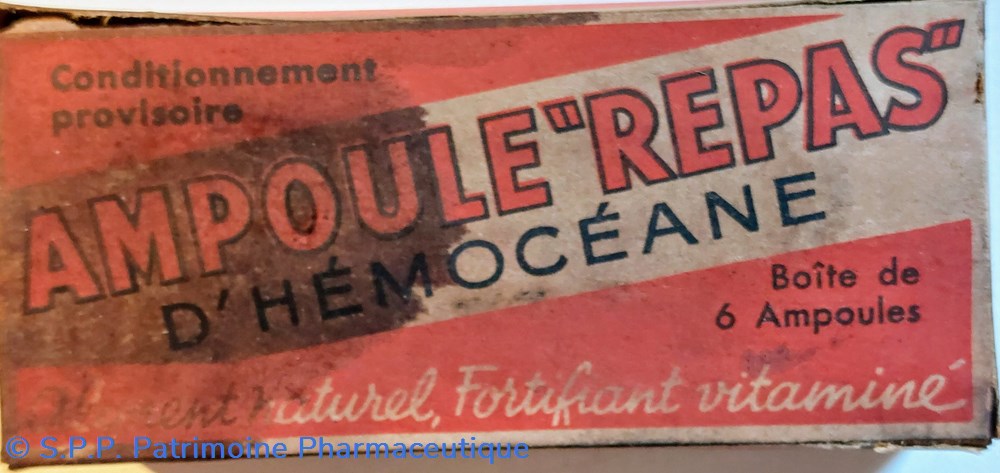 Conditionnement
provisoire
AMPOULE "REPAS"
D'HÉMOCÉANE
Boîte de
6 Ampoules
naturel, Fortifiant vitaminé
© S.P.P. Patrimoine Pharmaceutique